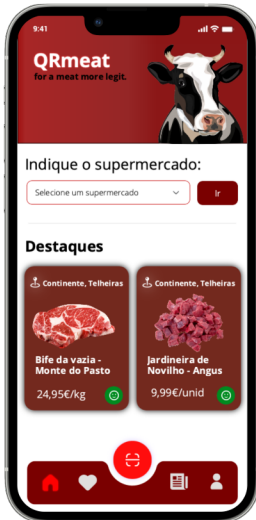 9:41
QRmeat
for a meat more legit.
Indique o supermercado:
Selecione um supermercado
Ir
Destaques
Continente, Telheiras
Bife da vazia -
Monte do Pasto
24,95€/kg
Continente, Telheiras
Jardineira de
Novilho - Angus
9,99€/unid